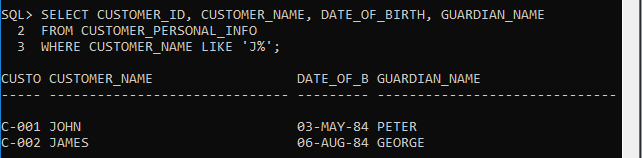 SQL> SELECT CUSTOMER_ID, CUSTOMER_NAME, DATE_OF_BIRTH, GUARDIAN_NAME
  2  FROM CUSTOMER_PERSONAL_INFO
  3  WHERE CUSTOMER_NAME LIKE 'J%';

CUSTO CUSTOMER_NAME                  DATE_OF_B GUARDIAN_NAME
----- ------------------------------ --------- ------------------------------

C-001 JOHN                           03-MAY-84 PETER
C-002 JAMES                          06-AUG-84 GEORGE